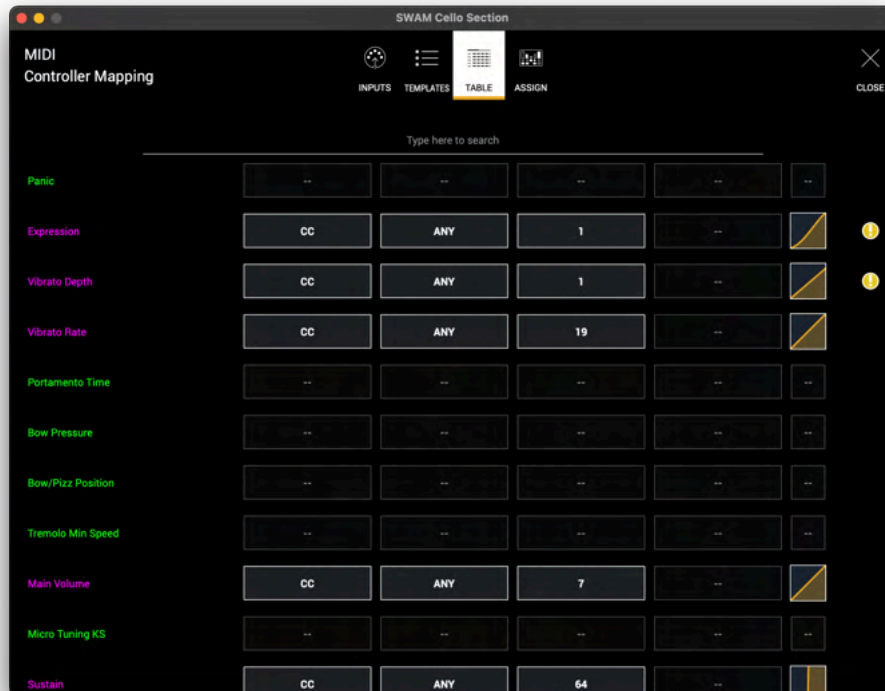 SWAM Cello Section
MIDI
Controller Mapping
INPUTS TEMPLATES TABLE ASSIGN CLOSE
Type here to search
Panic -- -- -- -- --
Expression CC ANY 1 --
Vibrato Depth CC ANY 1 --
Vibrato Rate CC ANY 19 --
Portamento Time -- -- -- -- --
Bow Pressure -- -- -- -- --
Bow/Pizz Position -- -- -- -- --
Tremolo Min Speed -- -- -- -- --
Main Volume CC ANY 7 --
Micro Tuning KS -- -- -- -- --
Sustain CC ANY 64 --